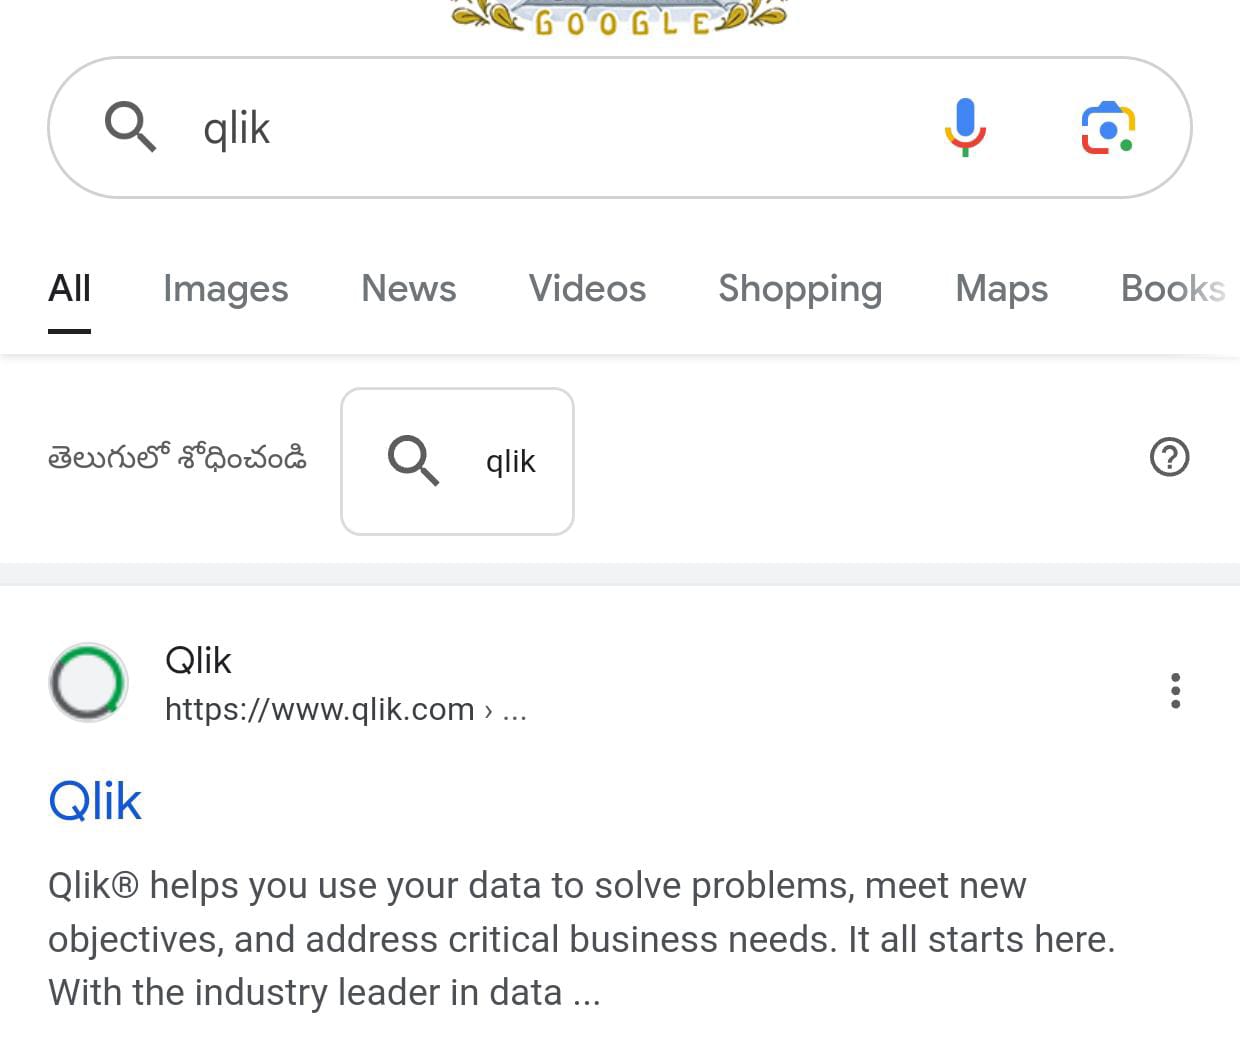 GOOGLE
qlik
All Images News Videos Shopping Maps Books
తెలుగులో శోధించండి qlik
Qlik
https://www.qlik.com › ...
Qlik
Qlik® helps you use your data to solve problems, meet new
objectives, and address critical business needs. It all starts here.
With the industry leader in data ...